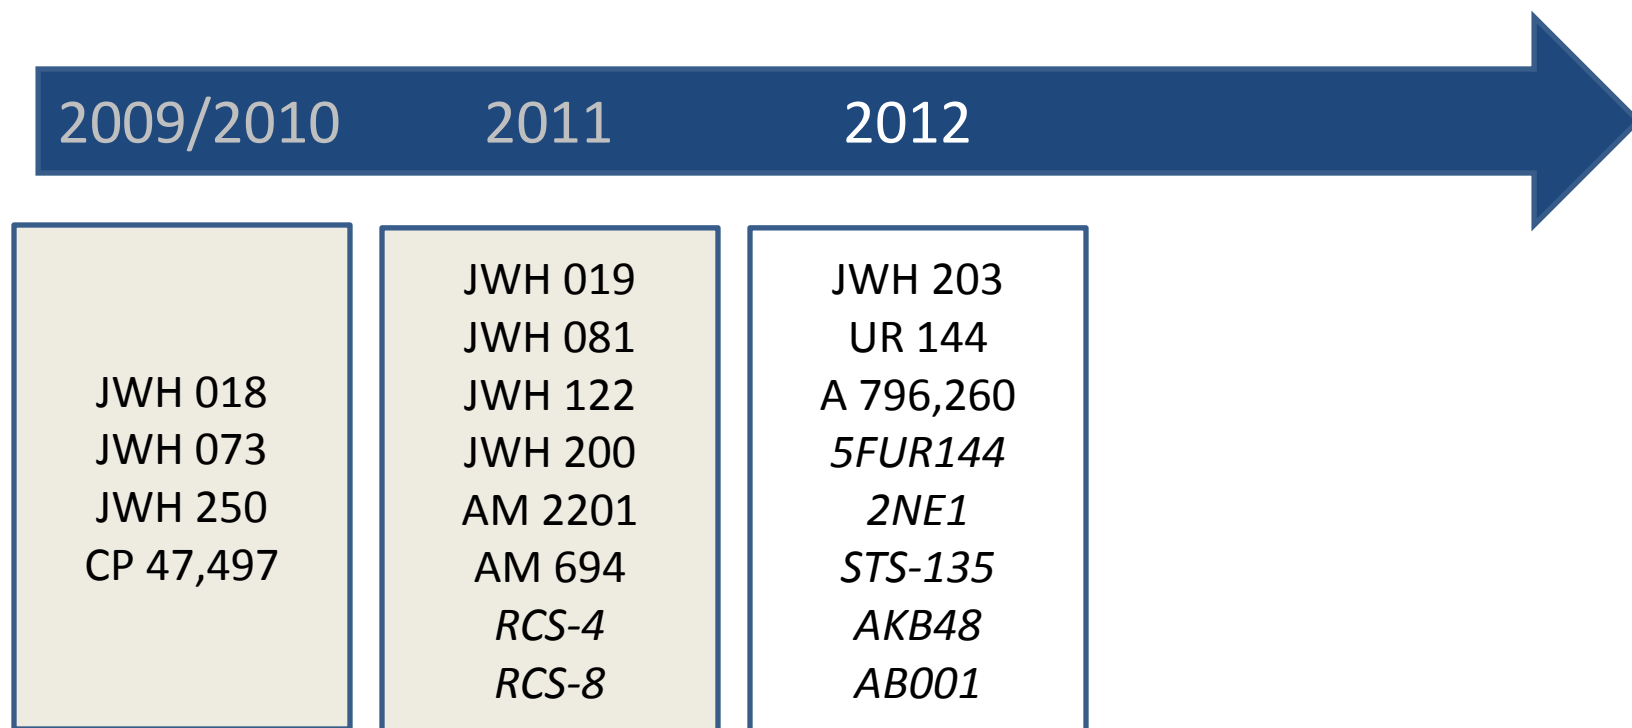 2009/2010
2011
2012
JWH 018
JWH 073
JWH 250
CP 47,497
JWH 019
JWH 081
JWH 122
JWH 200
AM 2201
AM 694
RCS-4
RCS-8
JWH 203
UR 144
A 796,260
5FUR144
2NE1
STS-135
AKB48
AB001